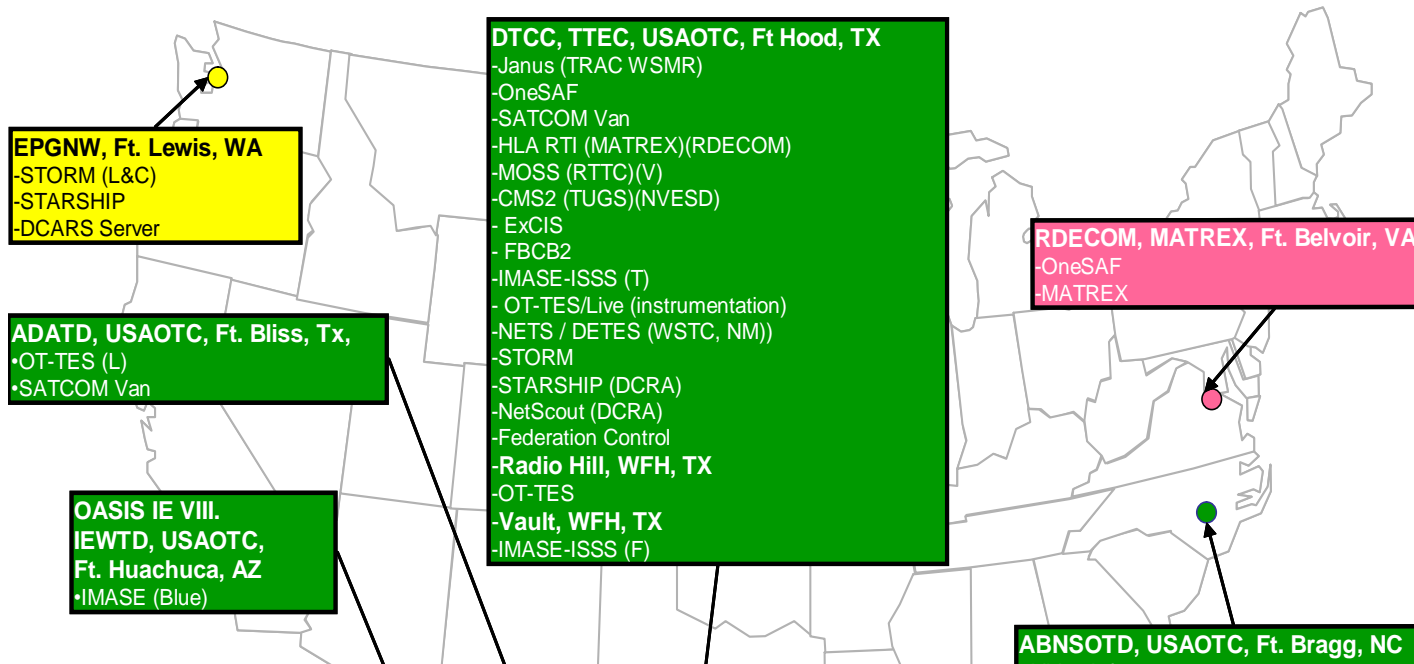 DTCC, TTEC, USAOTC, Ft Hood, TX
-Janus (TRAC WSMR)
-OneSAF
-SATCOM Van
-HLA RTI (MATREX)(RDECOM)
-MOSS (RTTC)(V)
-CMS2 (TUGS)(NVESD)
- ExCIS
- FBCB2
-IMASE-ISSS (T)
- OT-TES/Live (instrumentation)
-NETS / DETES (WSTC, NM))
-STORM
-STARSHIP (DCRA)
-NetScout (DCRA)
-Federation Control
-Radio Hill, WFH, TX
-OT-TES
-Vault, WFH, TX
-IMASE-ISSS (F)
EPGNW, Ft. Lewis, WA
-STORM (L&C)
-STARSHIP
-DCARS Server
RDECOM, MATREX, Ft. Belvoir, VA
-OneSAF
-MATREX
ADATD, USAOTC, Ft. Bliss, Tx,
•OT-TES (L)
•SATCOM Van
OASIS IE VIII.
IEWTD, USAOTC,
Ft. Huachuca, AZ
•IMASE (Blue)
ABNSOTD, USAOTC, Ft. Bragg, NC